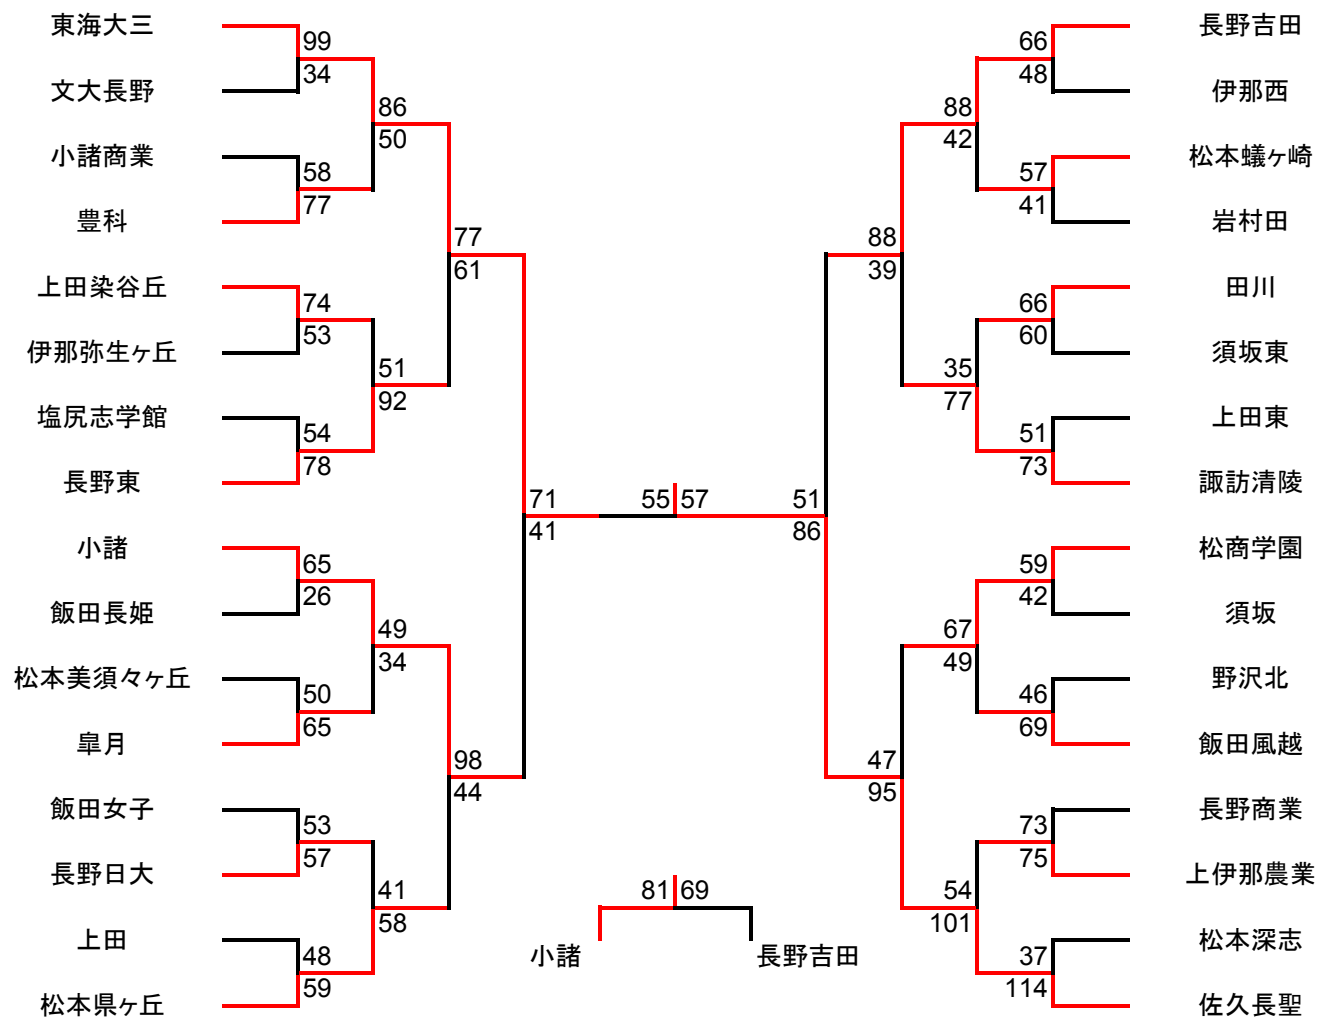 東海大三
文大長野
小諸商業
豊科
上田染谷丘
伊那弥生ヶ丘
塩尻志学館
長野東
小諸
飯田長姫
松本美須々ヶ丘
皐月
飯田女子
長野日大
上田
松本県ヶ丘
99
34
58
77
74
53
54
78
65
26
50
65
53
57
48
59
86
50
51
92
49
34
41
58
77
61
98
44
71
41
55 57
51
86
88
39
47
95
88
42
35
77
67
49
54
101
66
48
57
41
66
60
51
73
59
42
46
69
73
75
37
114
長野吉田
伊那西
松本蟻ヶ崎
岩村田
田川
須坂東
上田東
諏訪清陵
松商学園
須坂
野沢北
飯田風越
長野商業
上伊那農業
松本深志
佐久長聖
81 69
小諸
長野吉田